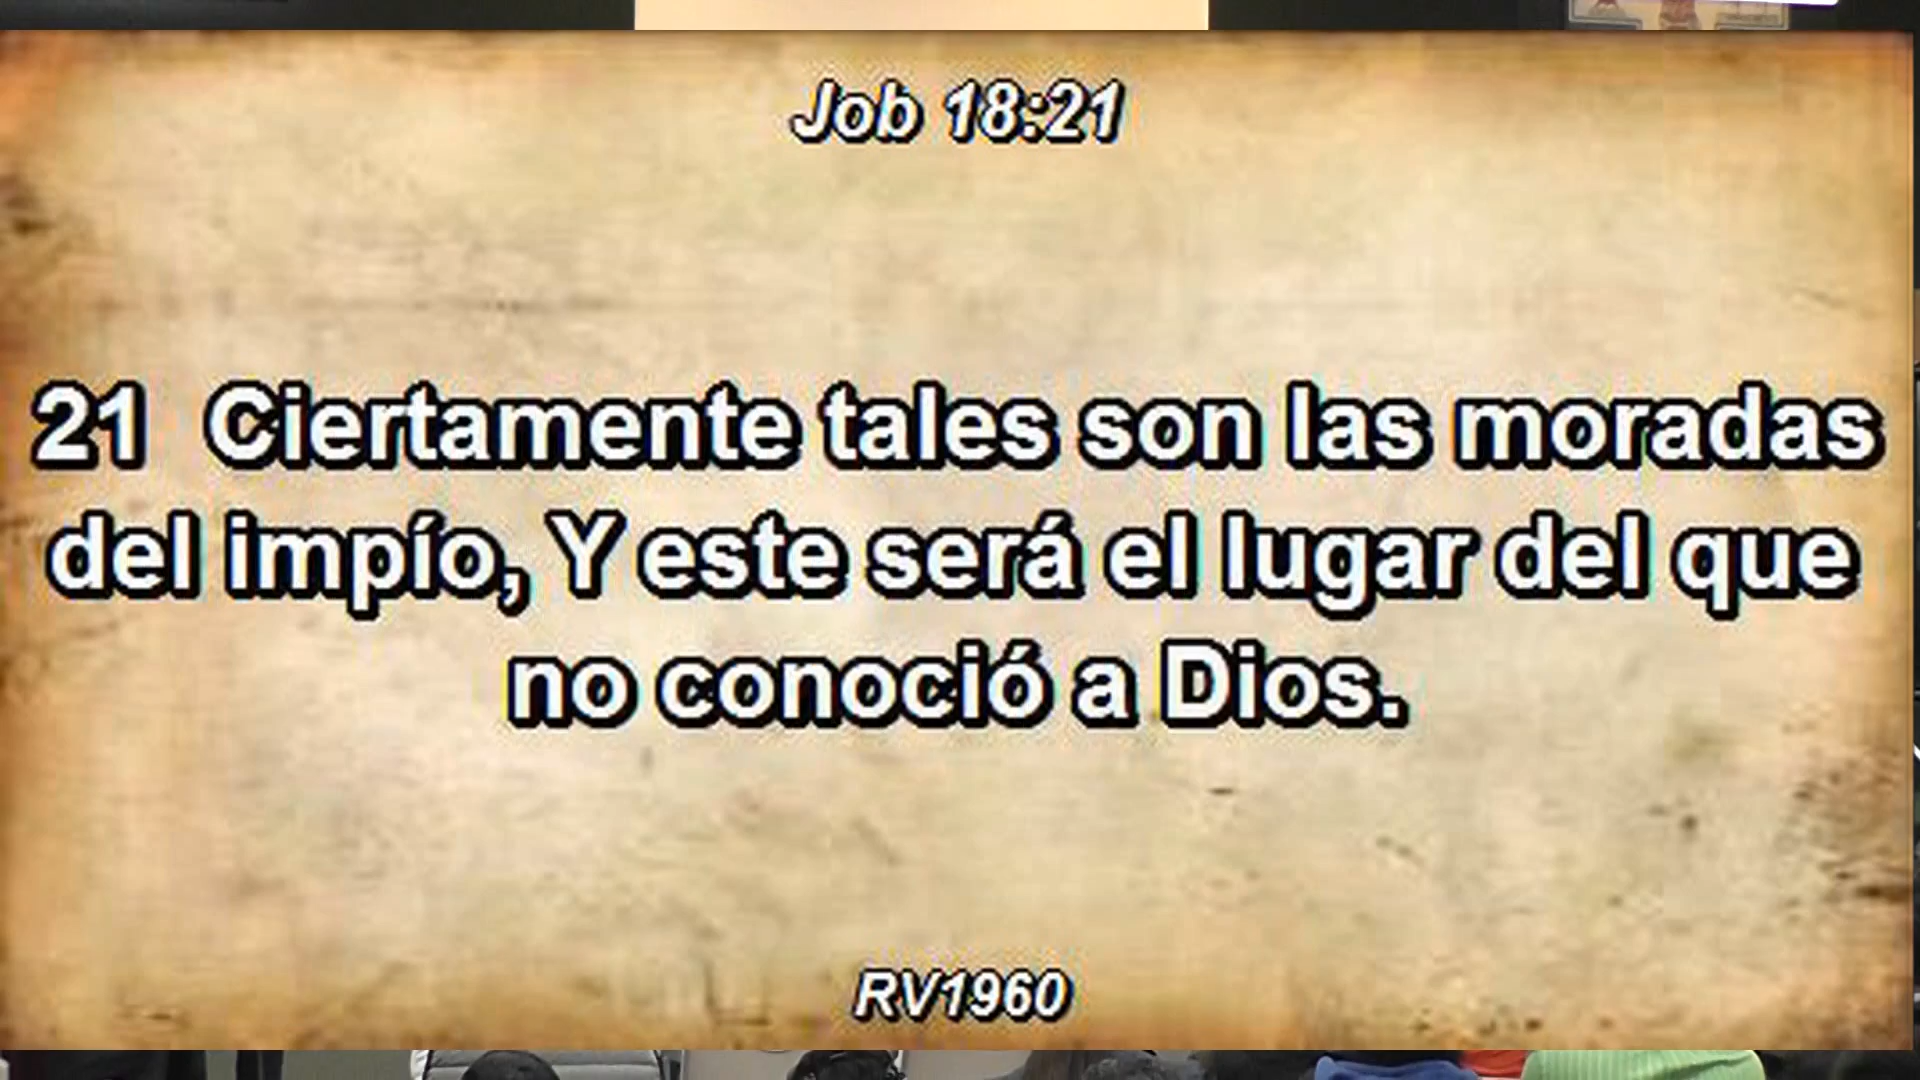 Job 18:21
21 Ciertamente tales son las moradas
del impío, Y este será el lugar del que
no conoció a Dios.
RV1960